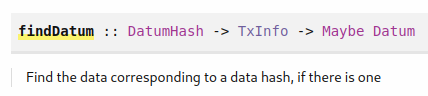 findDatum :: DatumHash -> TxInfo -> Maybe Datum
Find the data corresponding to a data hash, if there is one